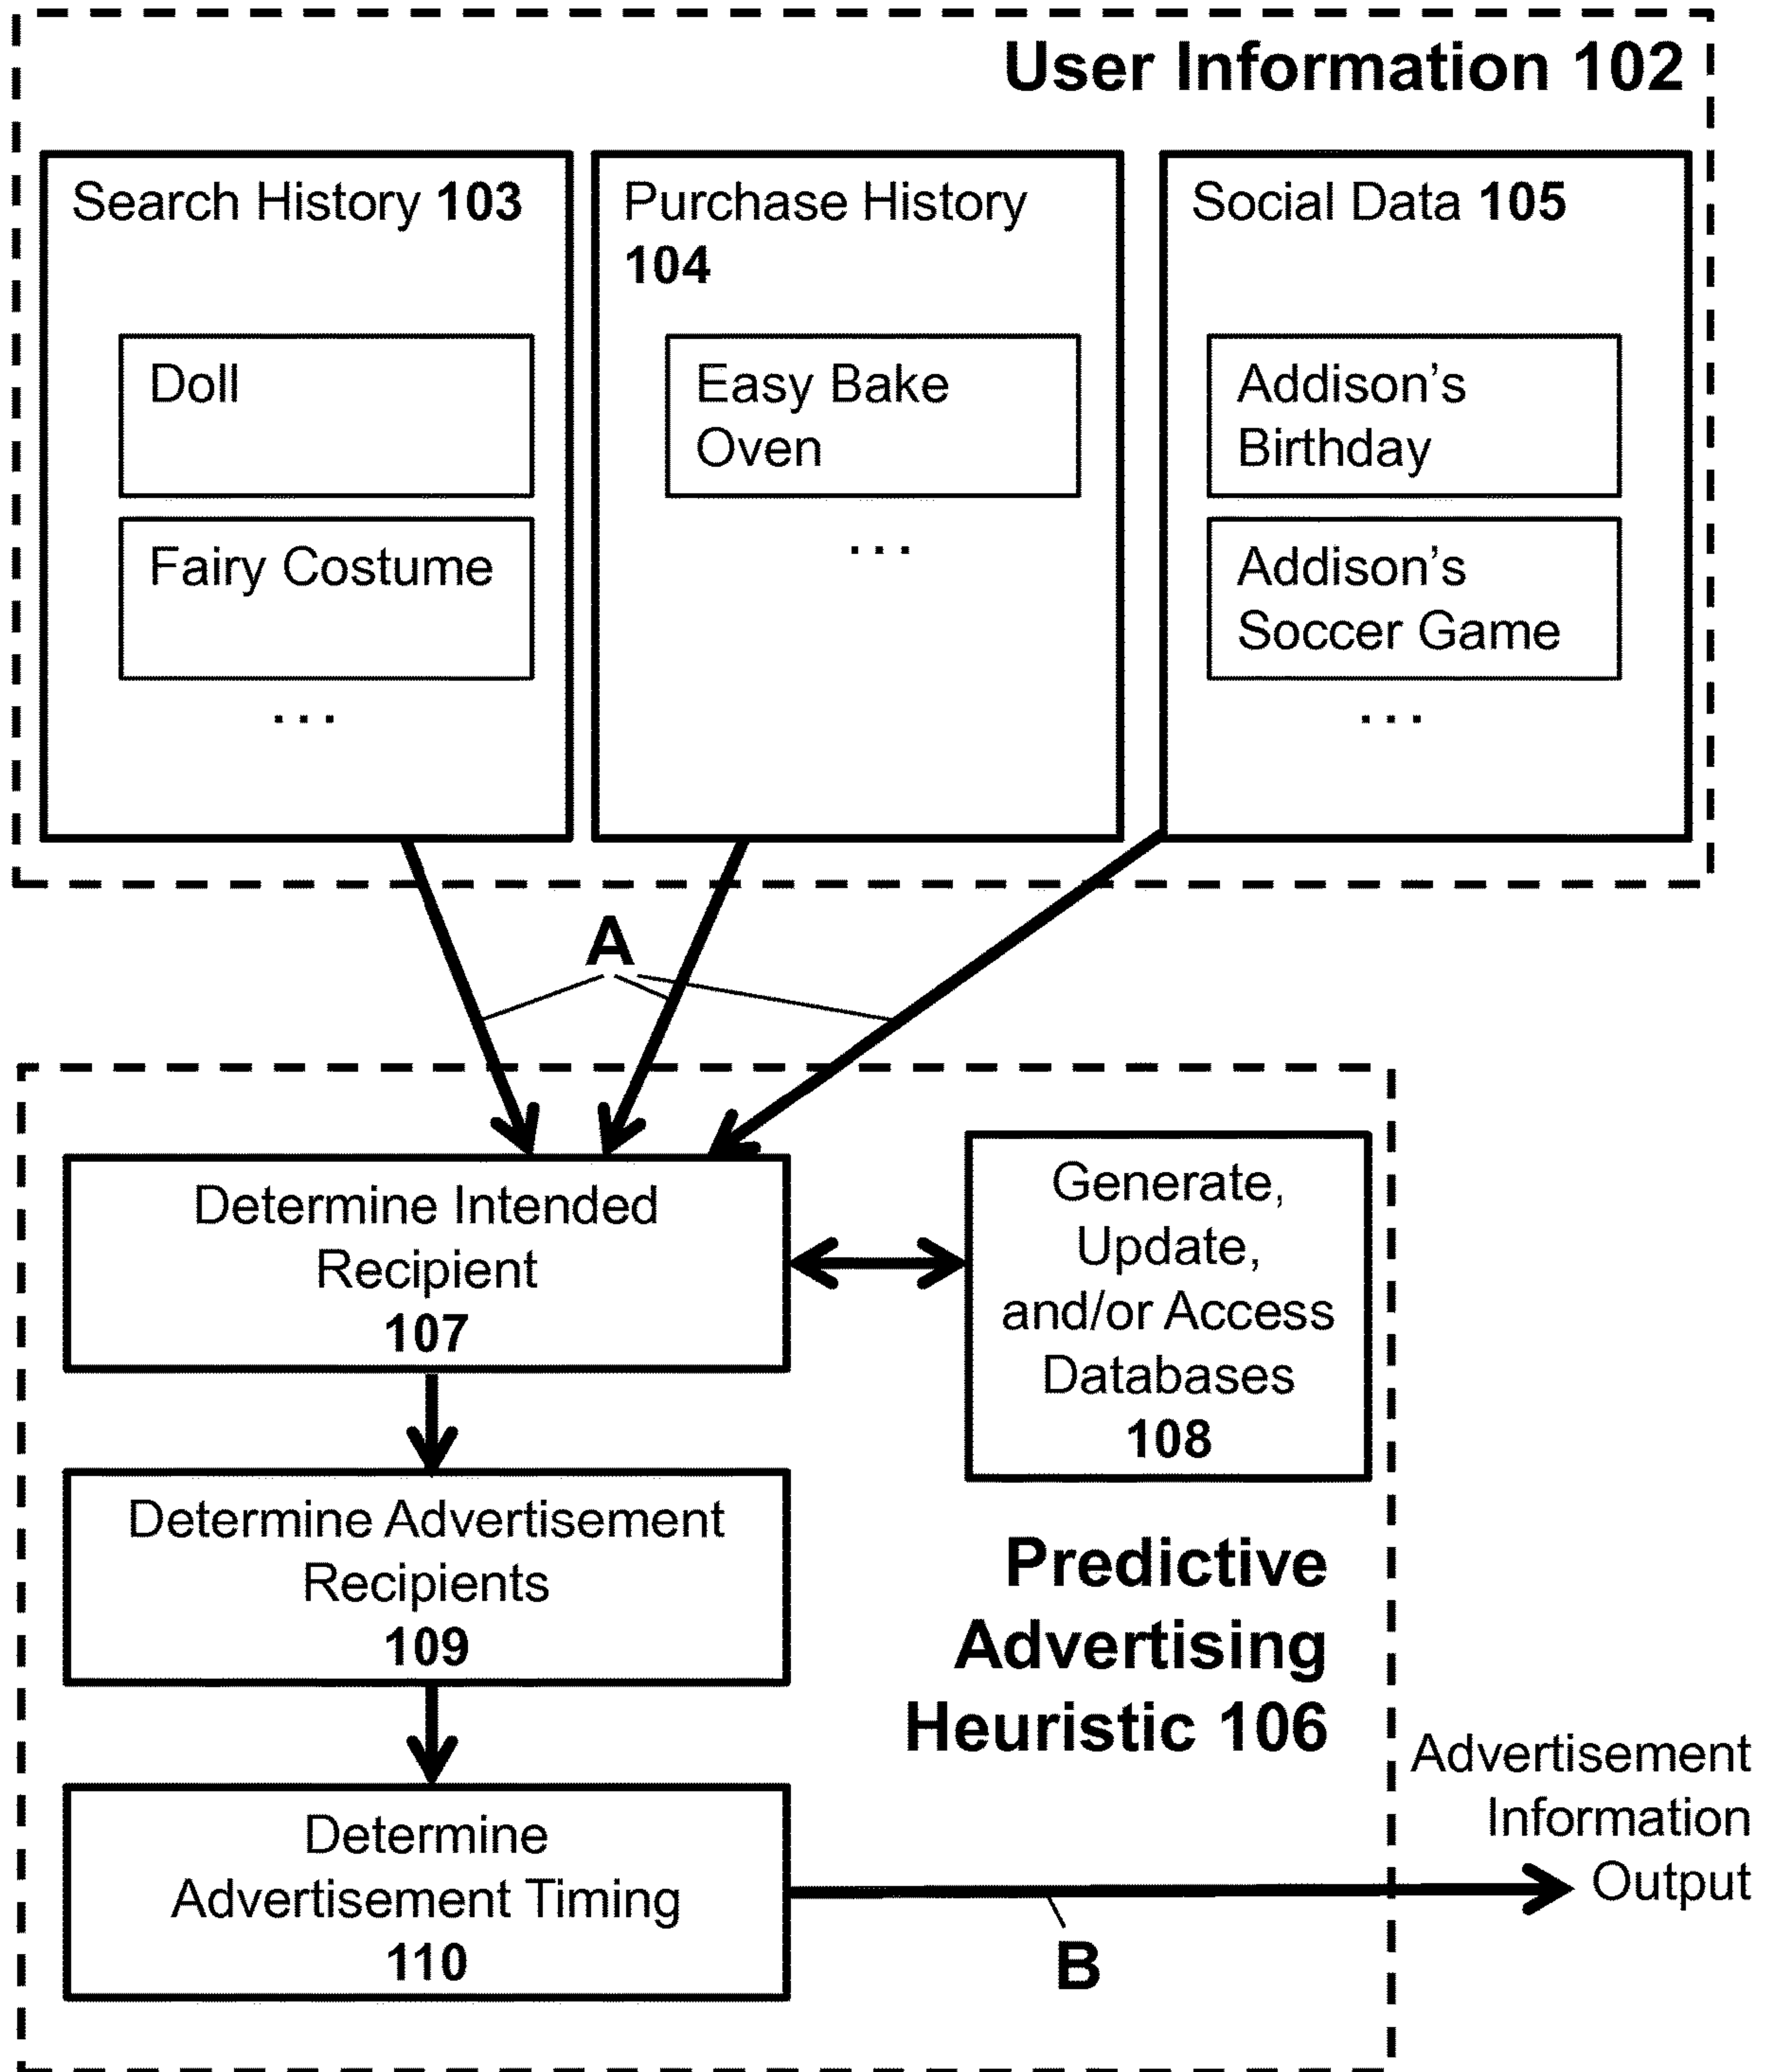 User Information 102
Search History 103
Doll
Fairy Costume
...
Purchase History
104
Easy Bake
Oven
...
Social Data 105
Addison's
Birthday
Addison's
Soccer Game
...
A
Determine Intended
Recipient
107
Generate,
Update,
and/or Access
Databases
108
Determine Advertisement
Recipients
109
Predictive
Advertising
Heuristic 106
Determine
Advertisement Timing
110
B
Advertisement
Information
Output